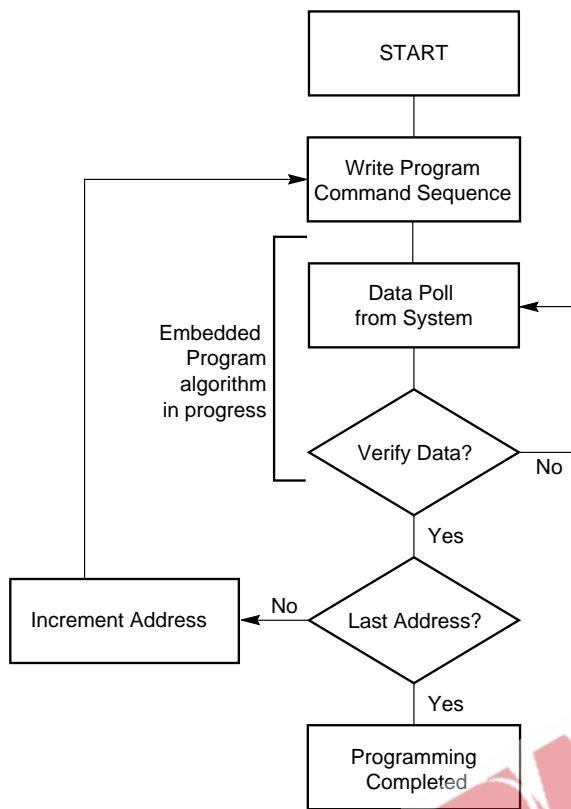 START
Write Program
Command Sequence
Data Poll
from System
Embedded
Program
algorithm
in progress
Verify Data?
No
Yes
Increment Address
No
Last Address?
Yes
Programming
Completed